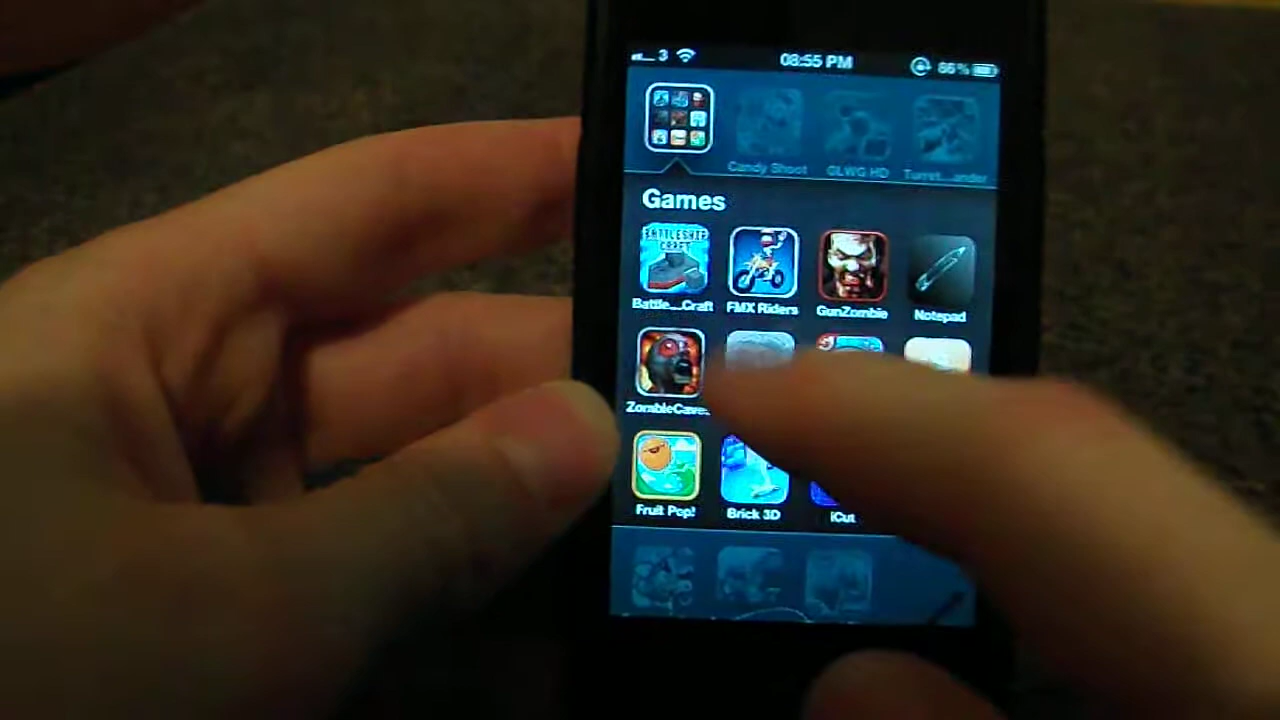 3 08:55 PM 86%
Candy Shoot GLWG HD Turret...ander
Games
BATTLESHIP
CRAFT
Battle...Craft FMX Riders GunZombie Notepad
ZombieCave
Fruit Pop! Brick 3D iCut